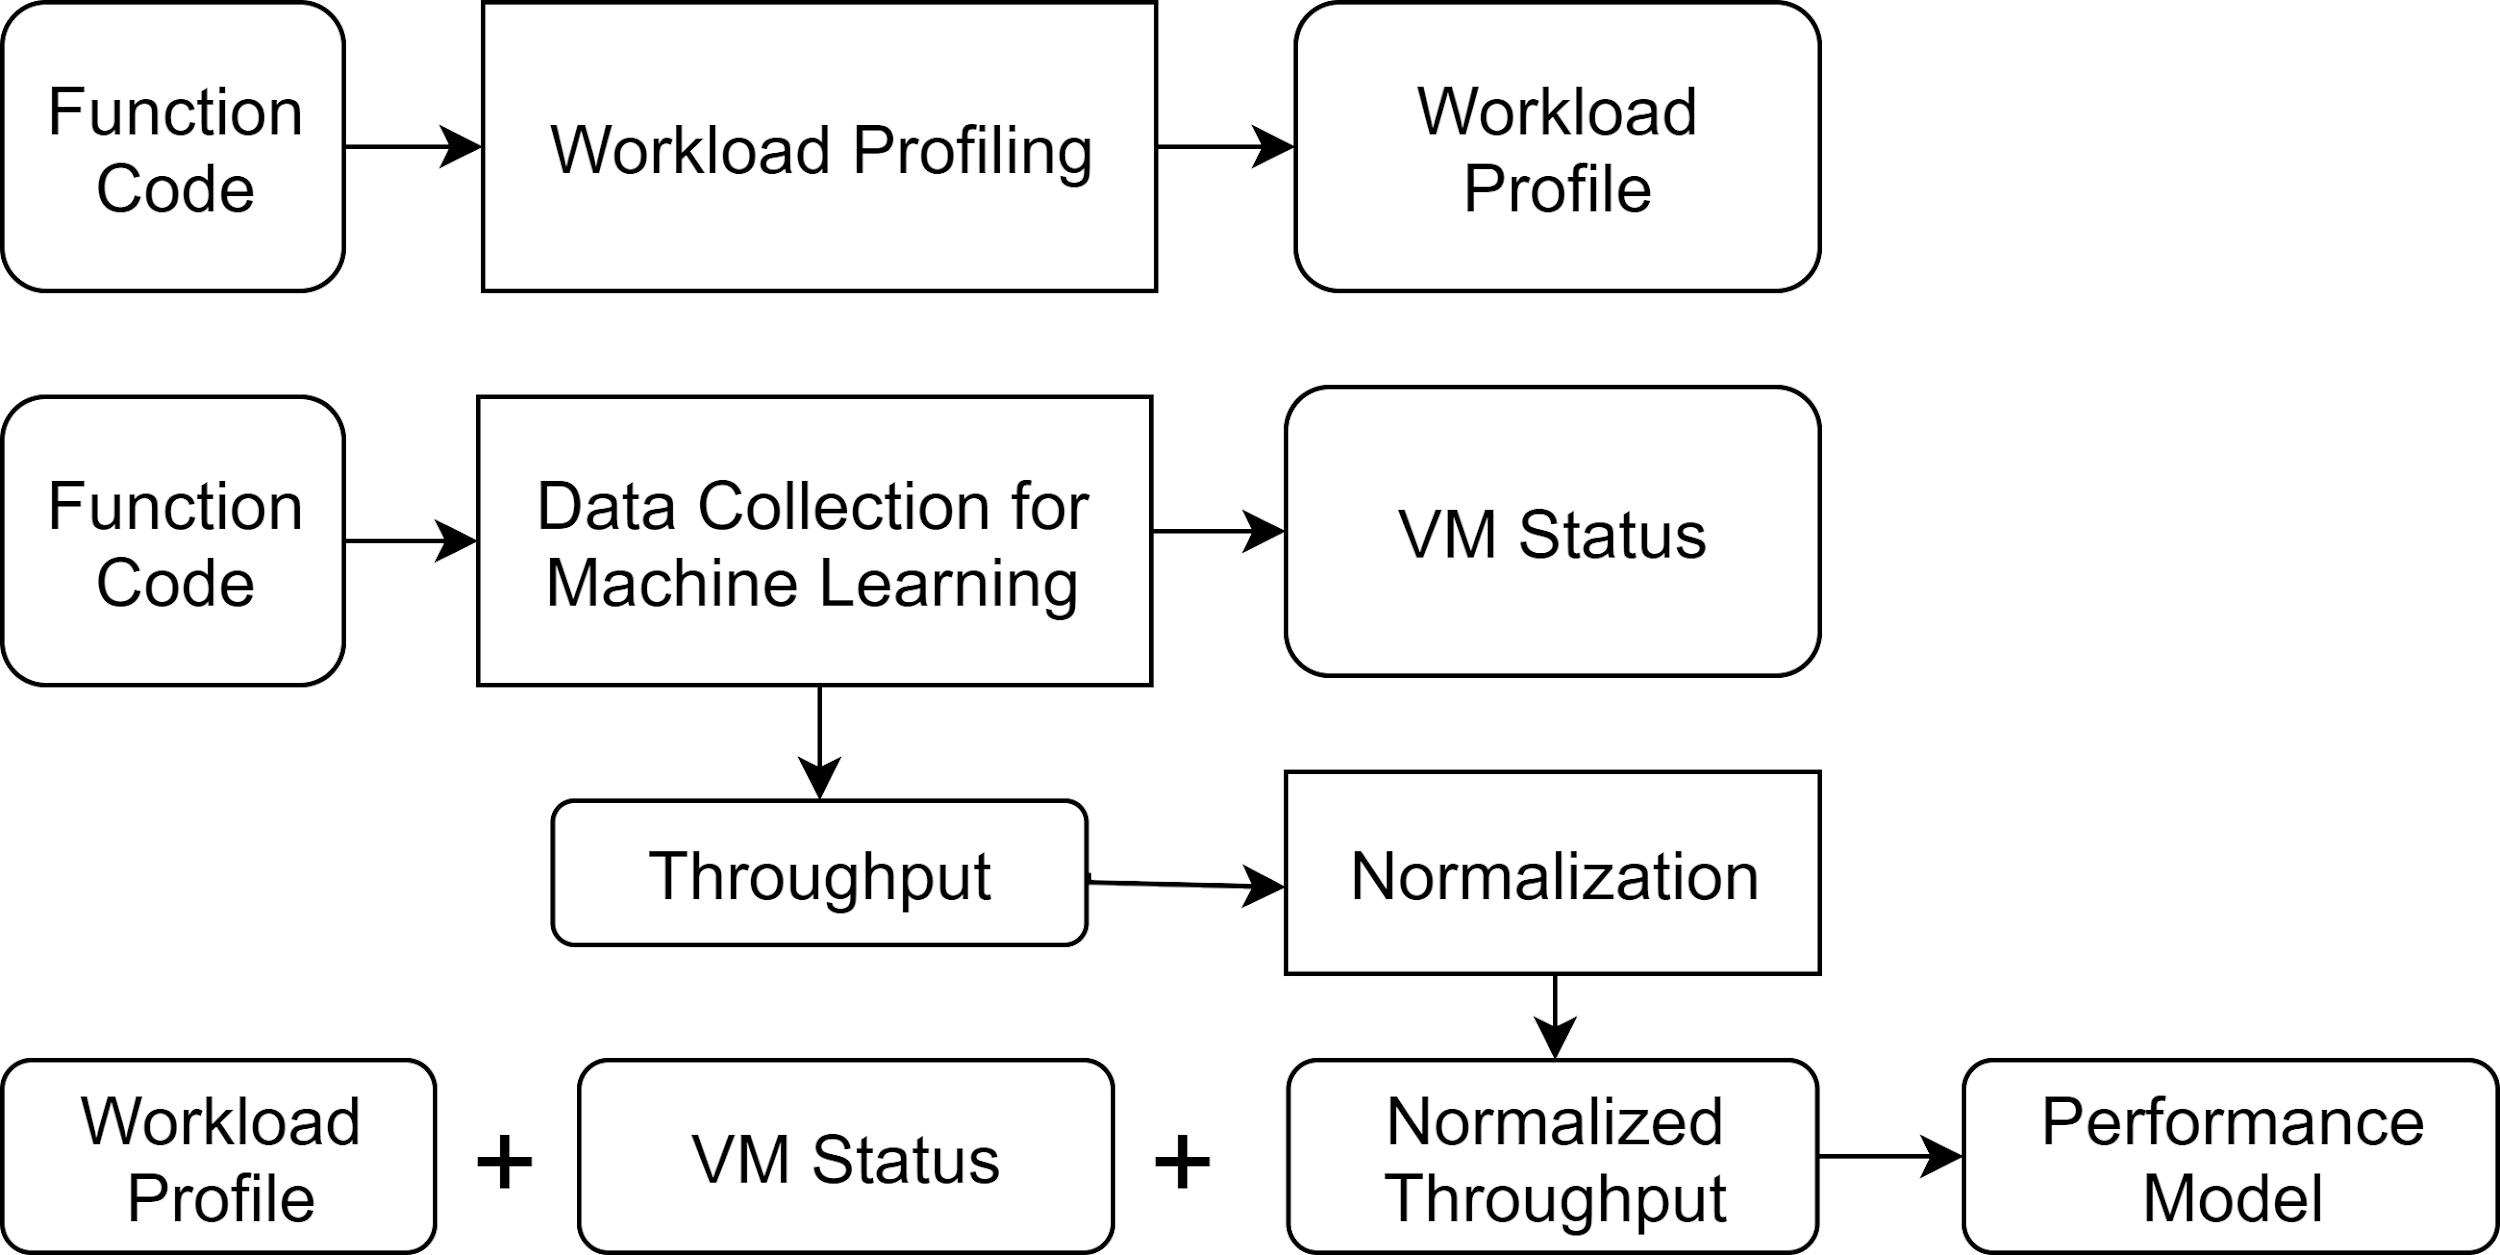 Function
Code
Workload Profiling
Workload
Profile
Function
Code
Data Collection for
Machine Learning
VM Status
Throughput
Normalization
Workload
Profile
+
VM Status
+
Normalized
Throughput
Performance
Model